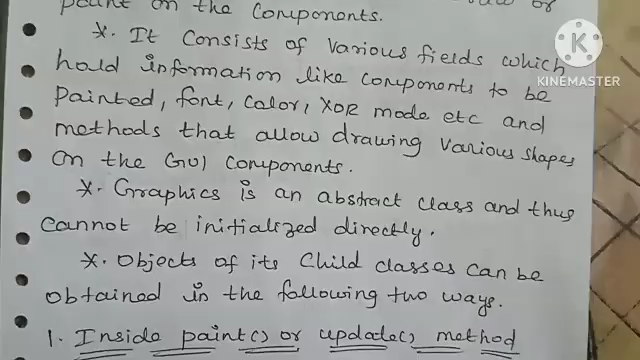 paint on the components.
*. It consists of various fields which
hold information like components to be
painted, font, color, XOR mode etc and
methods that allow drawing various shapes
on the GUI components.
*. Graphics is an abstract class and thus
cannot be initialized directly.
*. Objects of its child classes can be
obtained in the following two ways.
1. Inside paint() or update() method
KINEMASTER